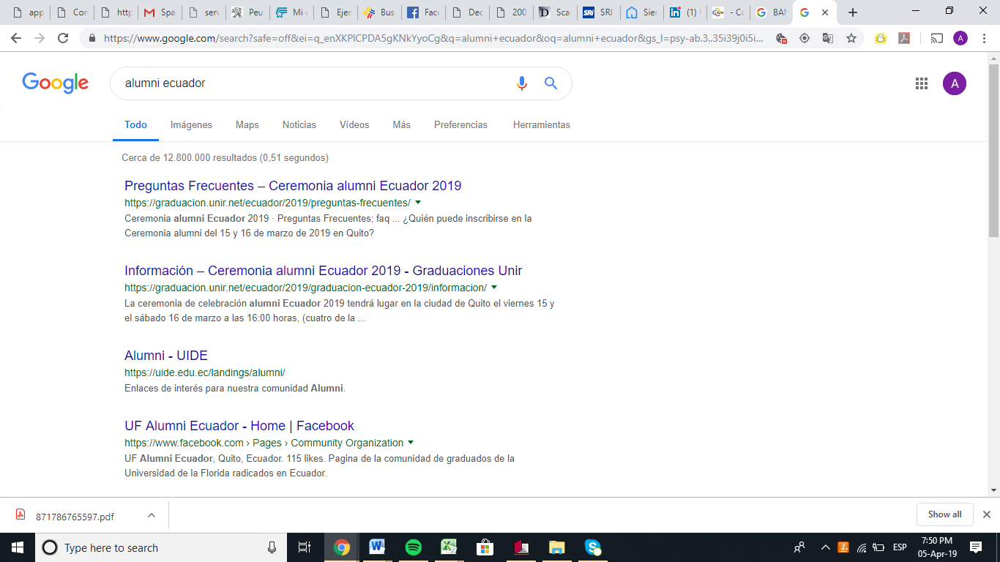 app
Con
http
Spa
serv
Peu
Mi c
Ejer
Bus
Face
Dec
200
Sca
SRI
Sier
(1)
- Co
BAN
https://www.google.com/search?safe=off&ei=q_enXKPICPDA5gKNkYyoCg&q=alumni+ecuador&oq=alumni+ecuador&gs_l=psy-ab.3..35i39j0i5i...
A
Google
alumni ecuador
A
Todo Imágenes Maps Noticias Vídeos Más Preferencias Herramientas
Cerca de 12.800.000 resultados (0,51 segundos)
Preguntas Frecuentes – Ceremonia alumni Ecuador 2019
https://graduacion.unir.net/ecuador/2019/preguntas-frecuentes/
Ceremonia alumni Ecuador 2019 · Preguntas Frecuentes; faq ... ¿Quién puede inscribirse en la
Ceremonia alumni del 15 y 16 de marzo de 2019 en Quito?
Información – Ceremonia alumni Ecuador 2019 - Graduaciones Unir
https://graduacion.unir.net/ecuador/2019/graduacion-ecuador-2019/informacion/
La ceremonia de celebración alumni Ecuador 2019 tendrá lugar en la ciudad de Quito el viernes 15 y
el sábado 16 de marzo a las 16:00 horas, (cuatro de la ...
Alumni - UIDE
https://uide.edu.ec/landings/alumni/
Enlaces de interés para nuestra comunidad Alumni.
UF Alumni Ecuador - Home | Facebook
https://www.facebook.com › Pages › Community Organization
UF Alumni Ecuador, Quito, Ecuador. 115 likes. Pagina de la comunidad de graduados de la
Universidad de la Florida radicados en Ecuador.
871786765597.pdf
Show all
Type here to search
ESP
7:50 PM
05-Apr-19